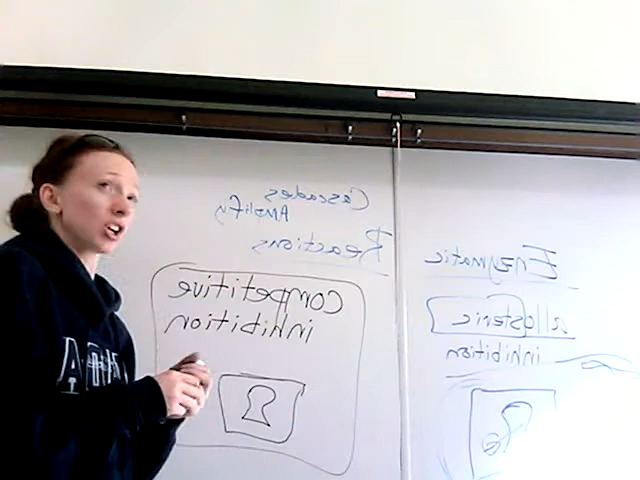 Enzymatic
allosteric
inhibition
Cascades
Amplify
Reactions
competitive
inhibition